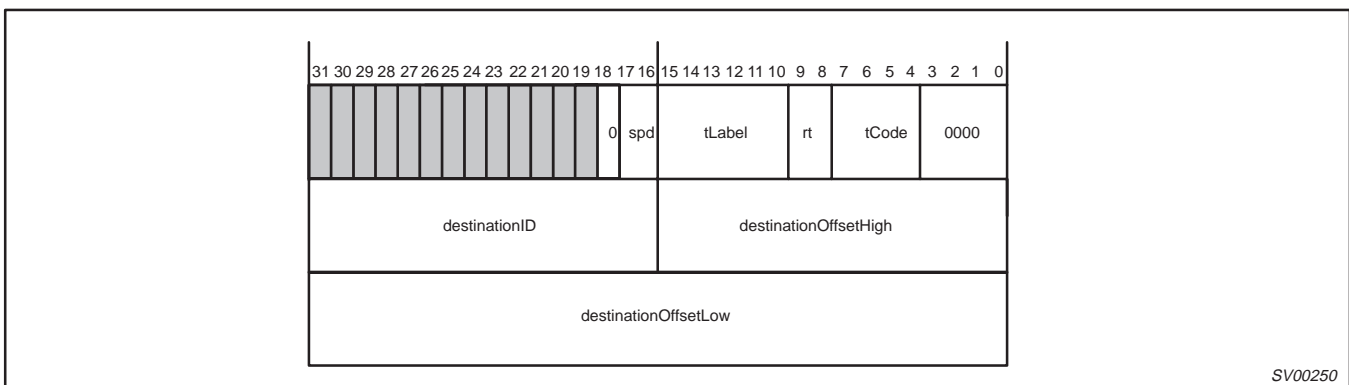 31 30 29 28 27 26 25 24 23 22 21 20 19 18 17 16 15 14 13 12 11 10 9 8 7 6 5 4 3 2 1 0
0 spd tLabel rt tCode 0000
destinationID destinationOffsetHigh
destinationOffsetLow
SV00250